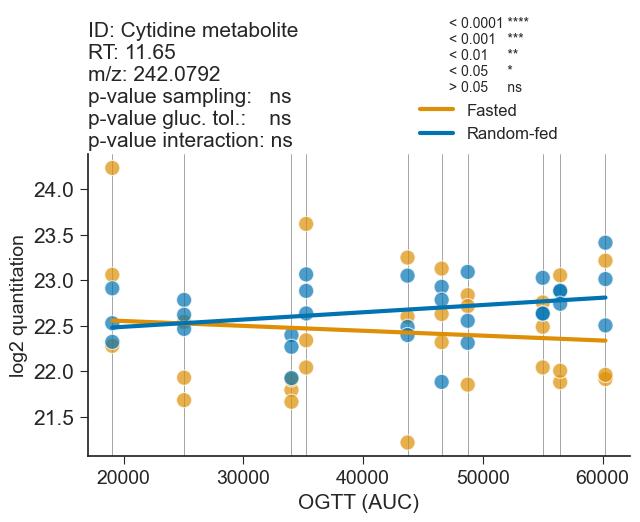 ID: Cytidine metabolite
RT: 11.65
m/z: 242.0792
p-value sampling: ns
p-value gluc. tol.: ns
p-value interaction: ns
< 0.0001 ****
< 0.001 ***
< 0.01 **
< 0.05 *
> 0.05 ns
Fasted
Random-fed
log2 quantitation
24.0
23.5
23.0
22.5
22.0
21.5
20000 30000 40000 50000 60000
OGTT (AUC)